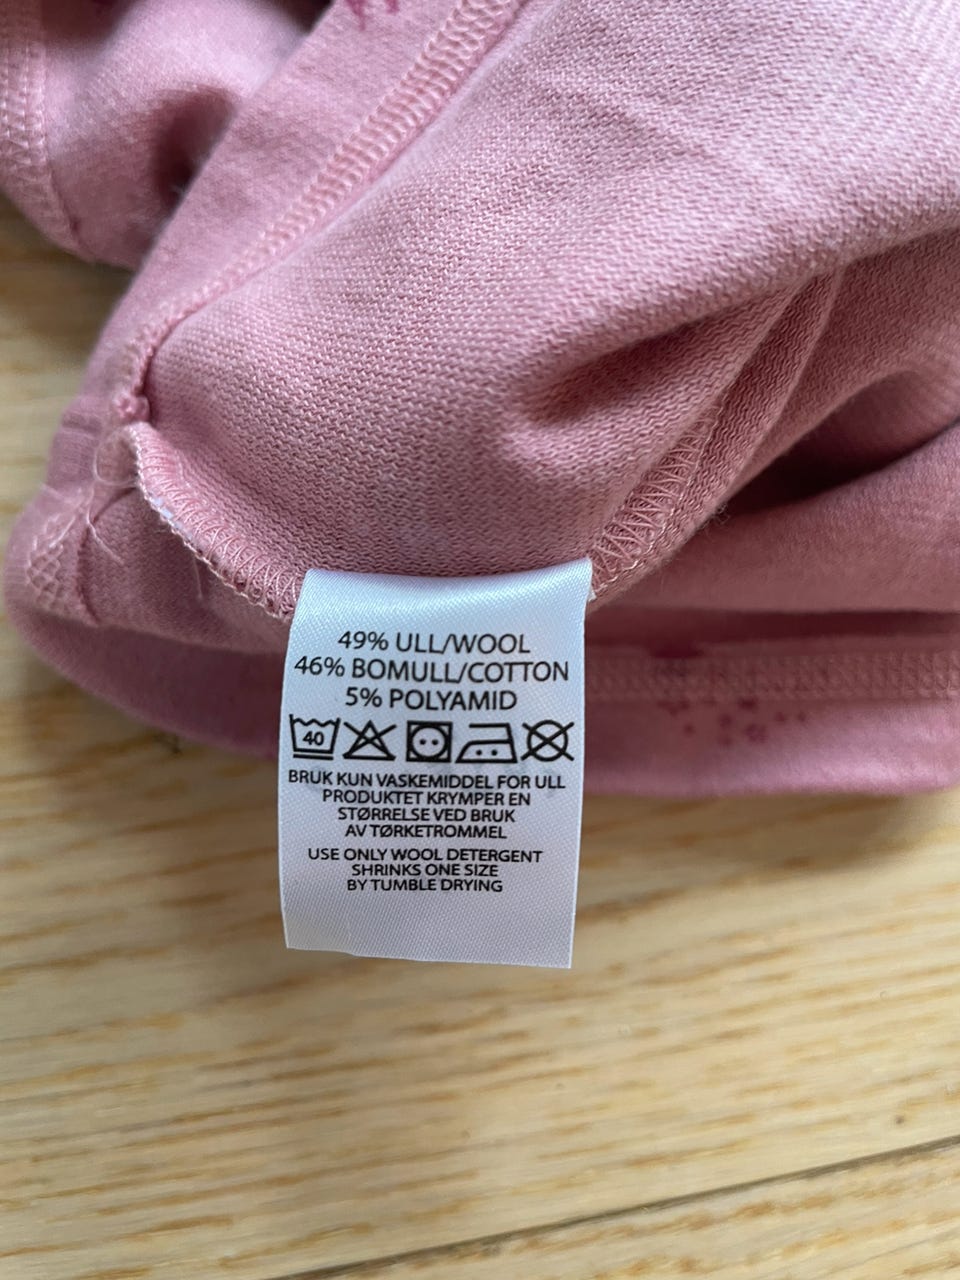 49% ULL/WOOL
46% BOMULL/COTTON
5% POLYAMID
40
BRUK KUN VASKEMIDDEL FOR ULL
PRODUKTET KRYMPER EN
STØRRELSE VED BRUK
AV TØRKETROMMEL
USE ONLY WOOL DETERGENT
SHRINKS ONE SIZE
BY TUMBLE DRYING